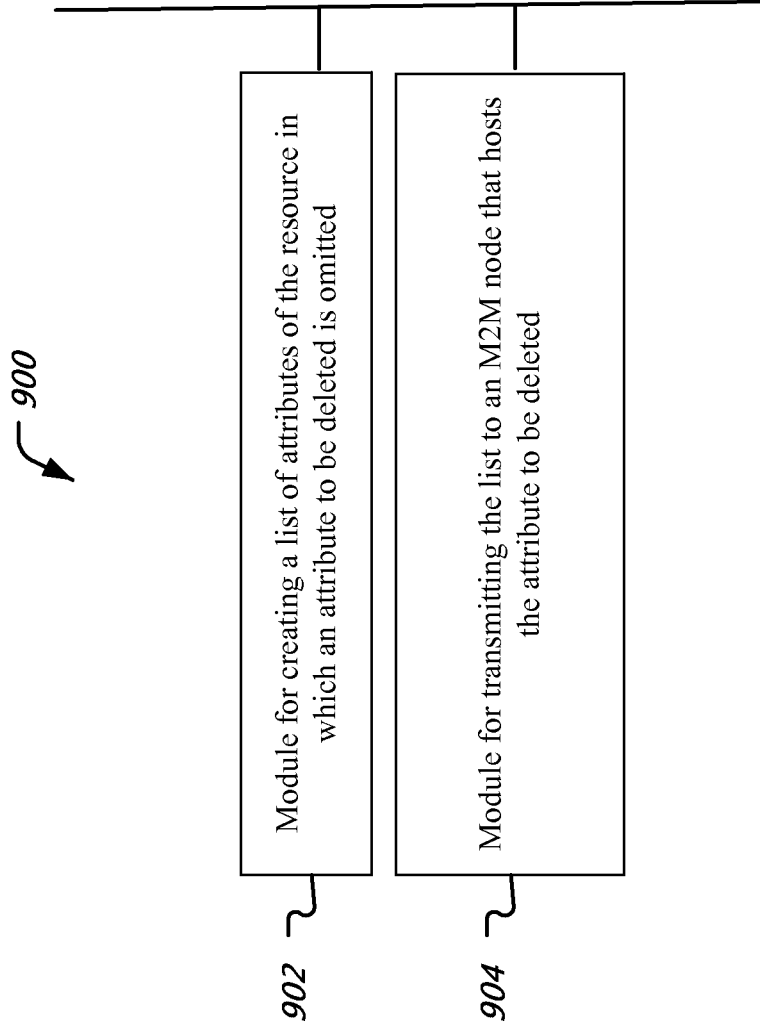 900
902
Module for creating a list of attributes of the resource in
which an attribute to be deleted is omitted
904
Module for transmitting the list to an M2M node that hosts
the attribute to be deleted